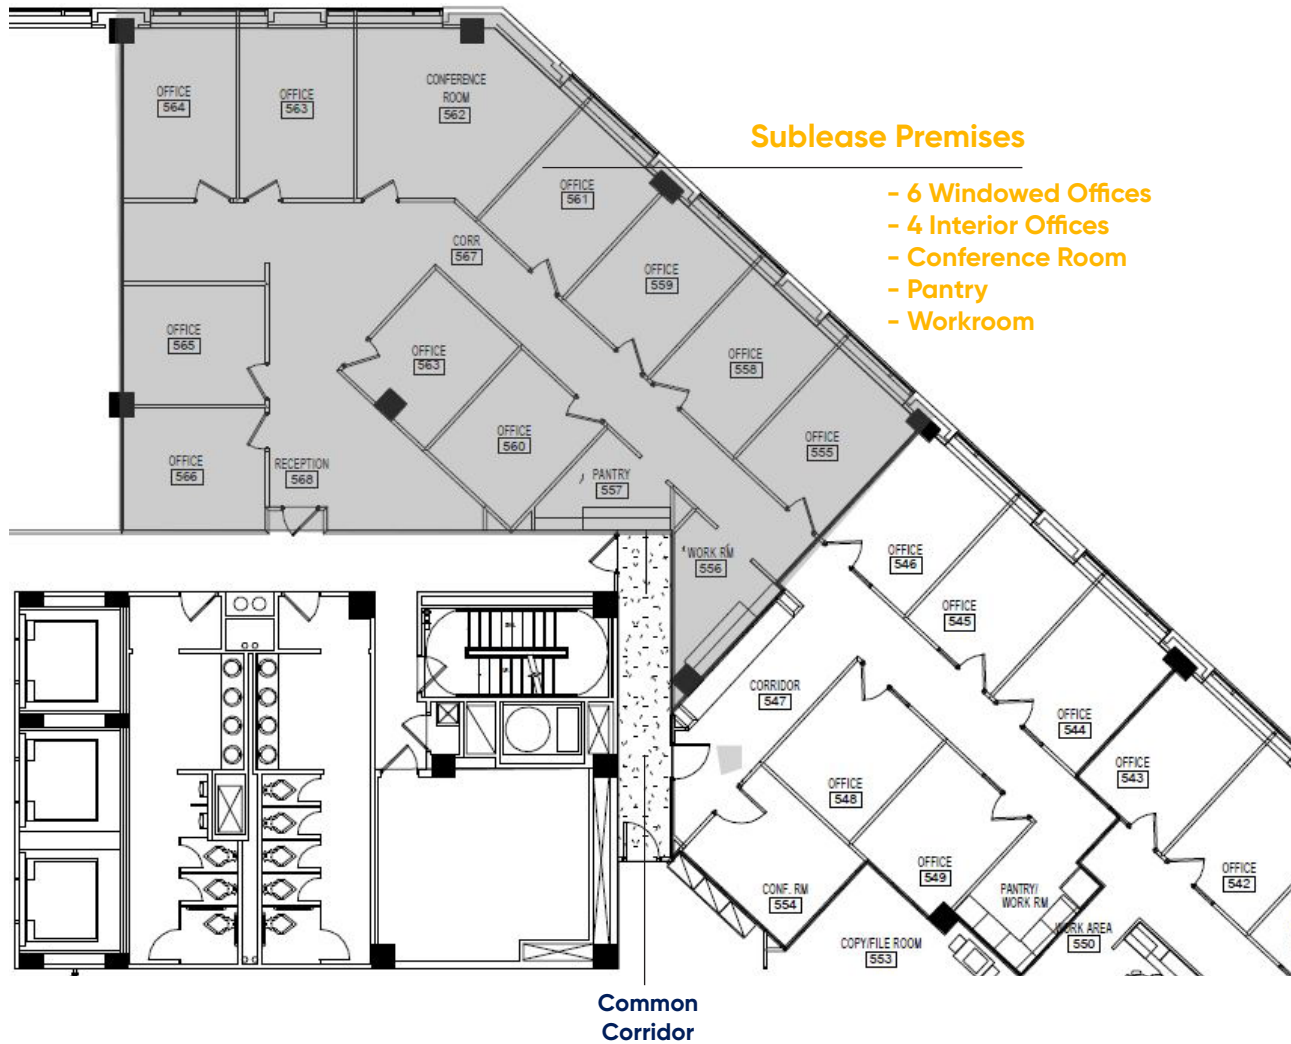 OFFICE
564
OFFICE
563
CONFERENCE
ROOM
562
Sublease Premises
- 6 Windowed Offices
- 4 Interior Offices
- Conference Room
- Pantry
- Workroom
OFFICE
561
CORR
567
OFFICE
559
OFFICE
565
OFFICE
563
OFFICE
558
OFFICE
560
OFFICE
555
OFFICE
566
RECEPTION
568
PANTRY
557
WORK RM
556
OFFICE
546
OFFICE
545
CORRIDOR
547
OFFICE
544
OFFICE
543
OFFICE
548
OFFICE
549
OFFICE
542
CONF. RM
554
PANTRY/
WORK RM
WORK AREA
550
COPY/FILE ROOM
553
Common
Corridor